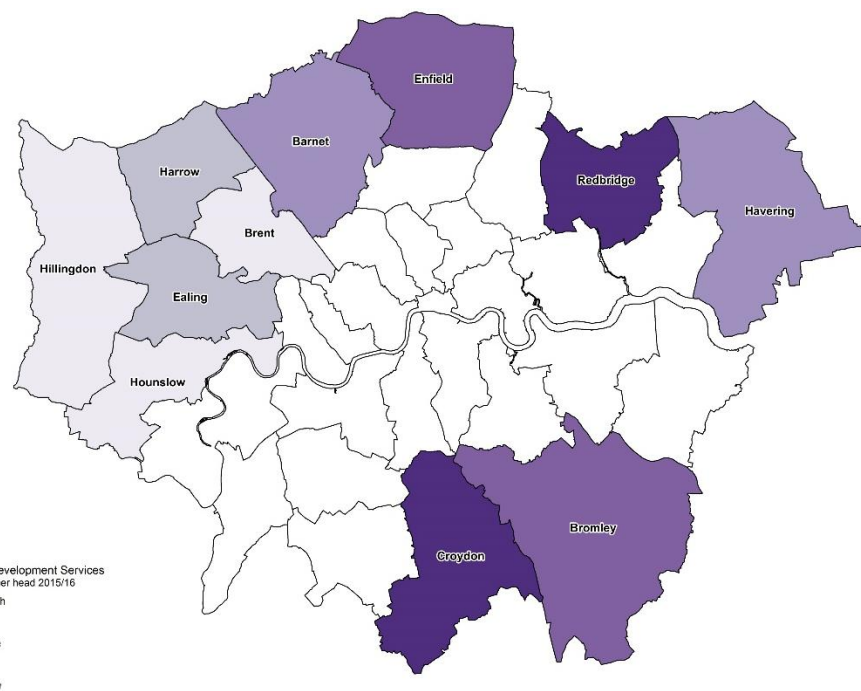 Enfield
Barnet
Harrow
Redbridge
Havering
Brent
Hillingdon
Ealing
Hounslow
Bromley
Croydon
evelopment Services
er head 2015/16